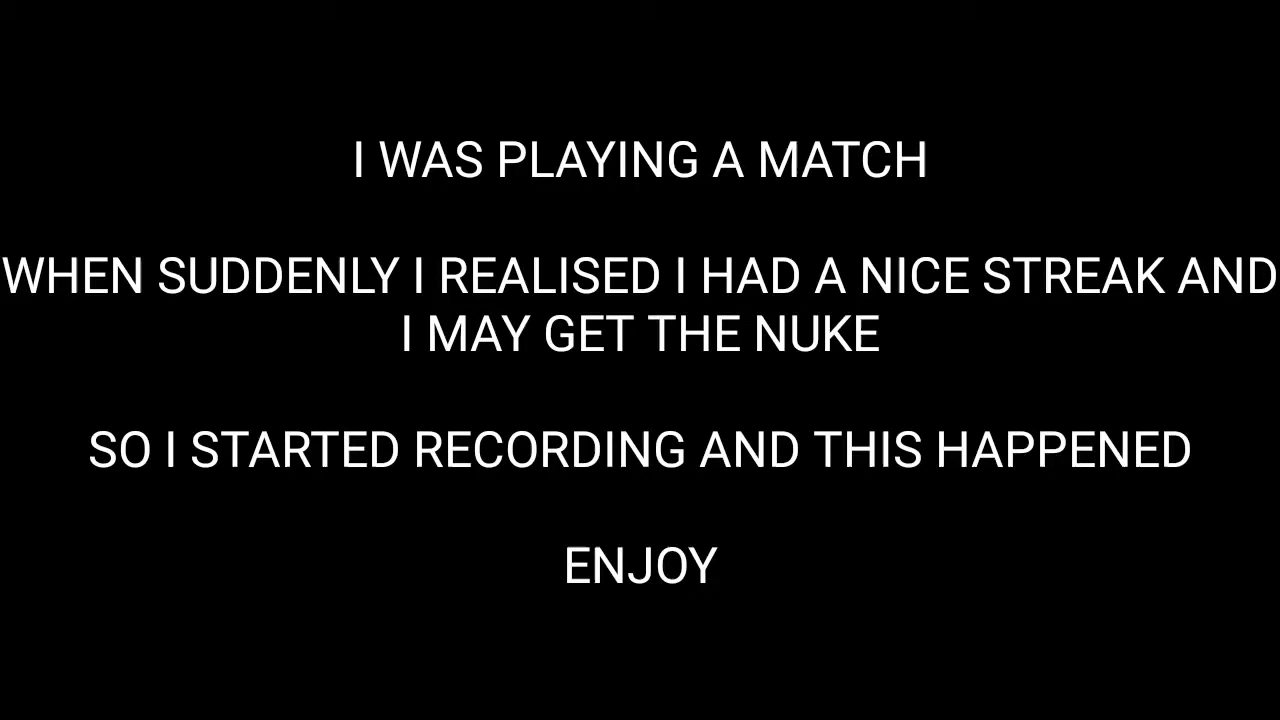 I WAS PLAYING A MATCH
WHEN SUDDENLY I REALISED I HAD A NICE STREAK AND
I MAY GET THE NUKE
SO I STARTED RECORDING AND THIS HAPPENED
ENJOY